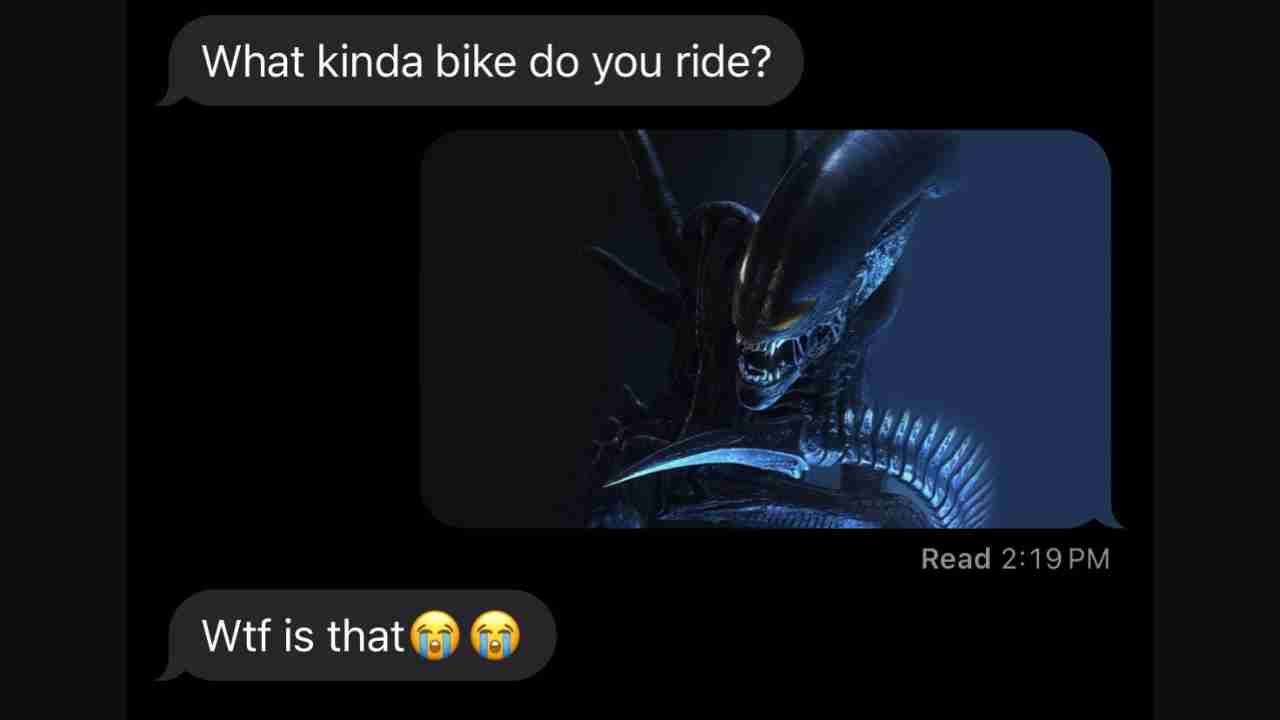 What kinda bike do you ride?
Read 2:19 PM
Wtf is that😭😭